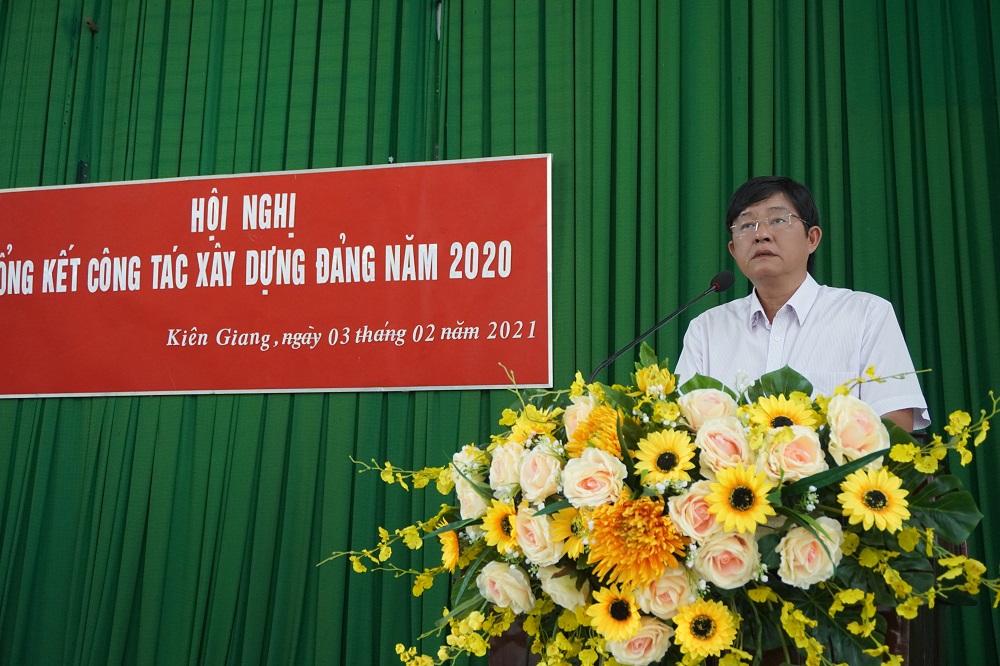 HỘI NGHỊ
ỔNG KẾT CÔNG TÁC XÂY DỰNG ĐẢNG NĂM 2020
Kiên Giang, ngày 03 tháng 02 năm 2021